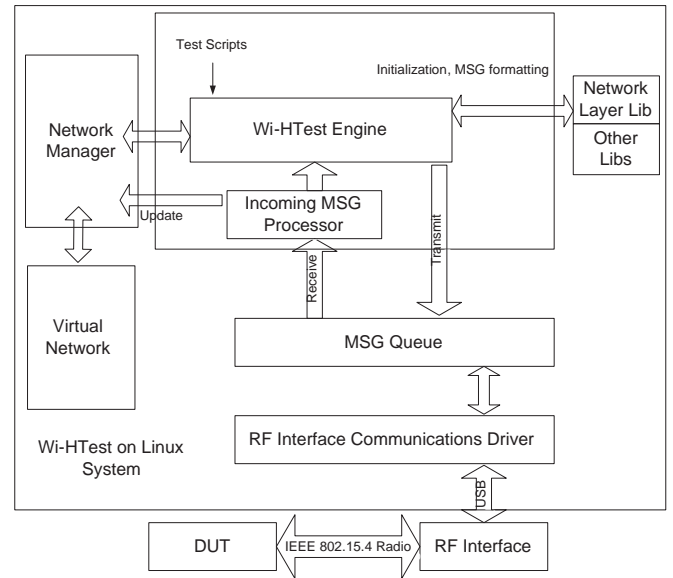 Test Scripts
Initialization, MSG formatting
Network
Manager
Wi-HTest Engine
Network
Layer Lib
Other
Libs
Update
Incoming MSG
Processor
Transmit
Receive
Virtual
Network
MSG Queue
RF Interface Communications Driver
Wi-HTest on Linux
System
USB
DUT
IEEE 802.15.4 Radio
RF Interface